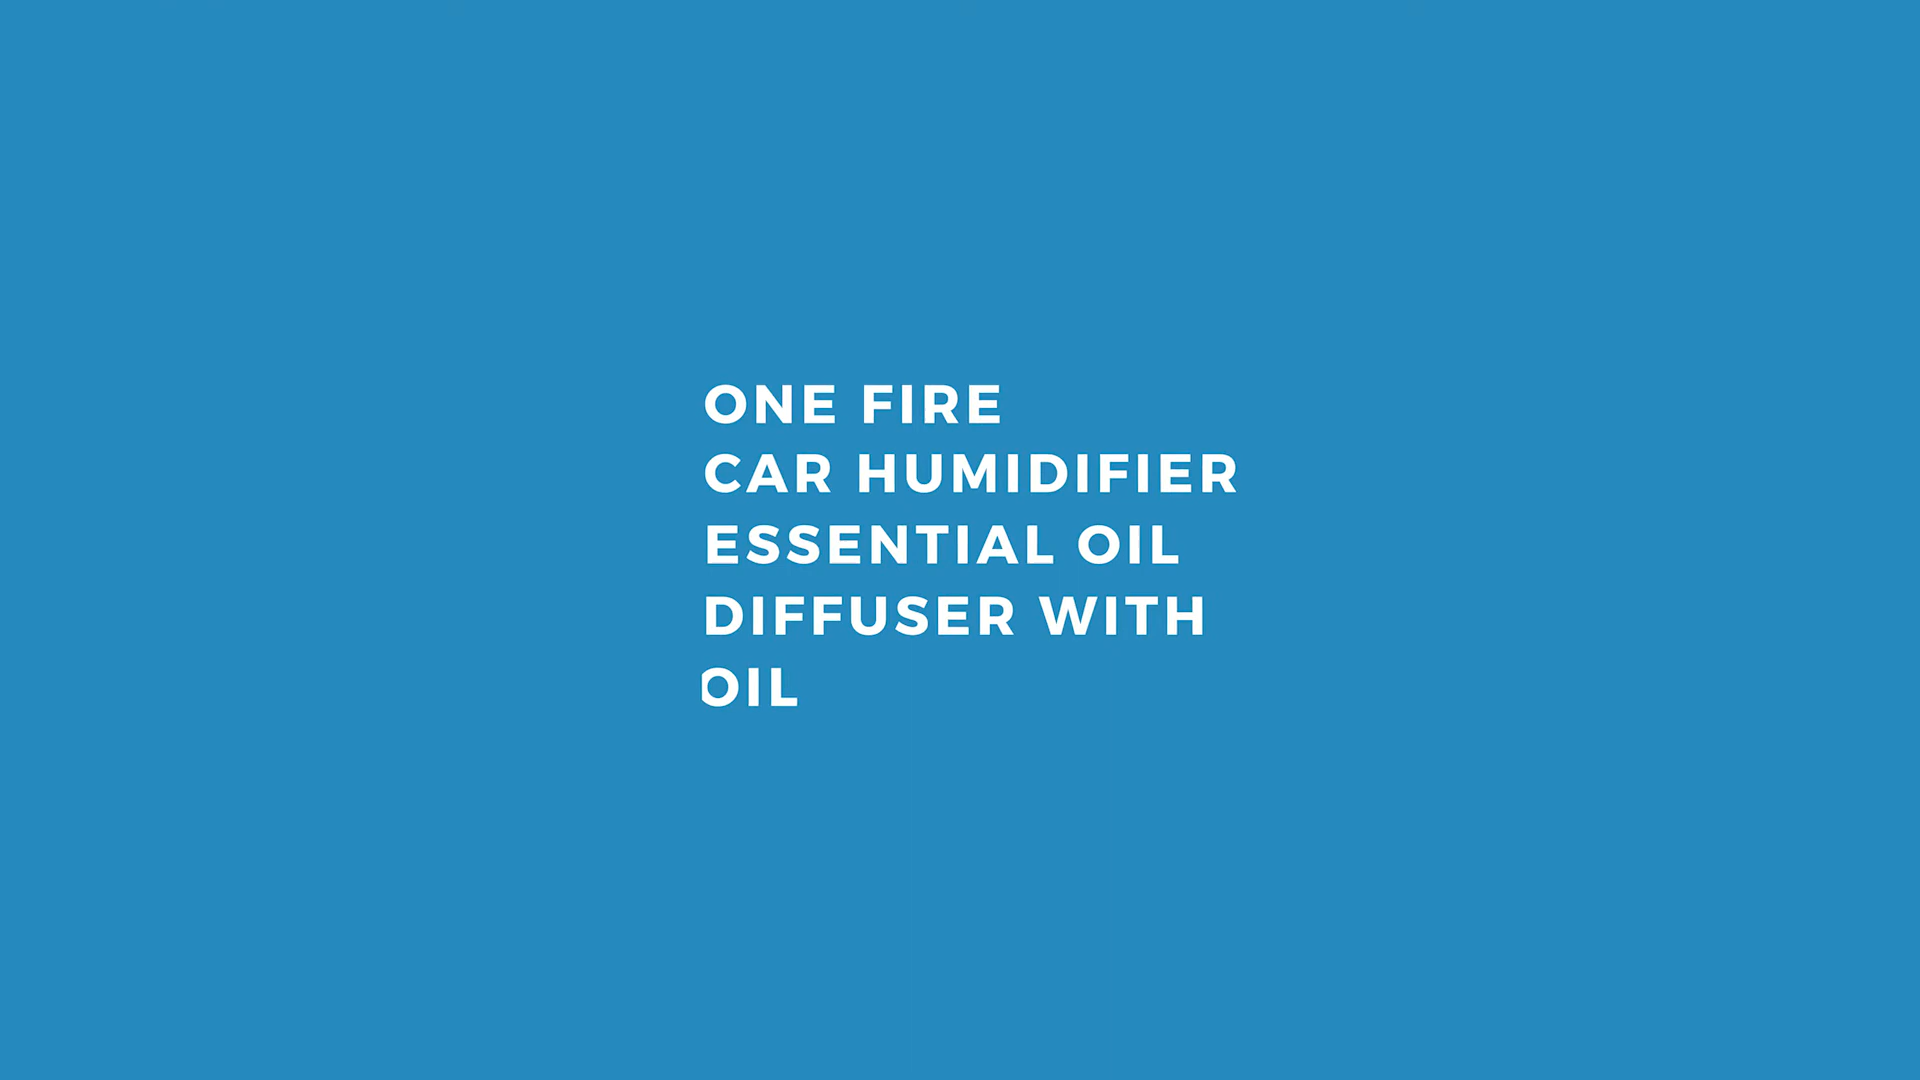 ONE FIRE
CAR HUMIDIFIER
ESSENTIAL OIL
DIFFUSER WITH
OIL